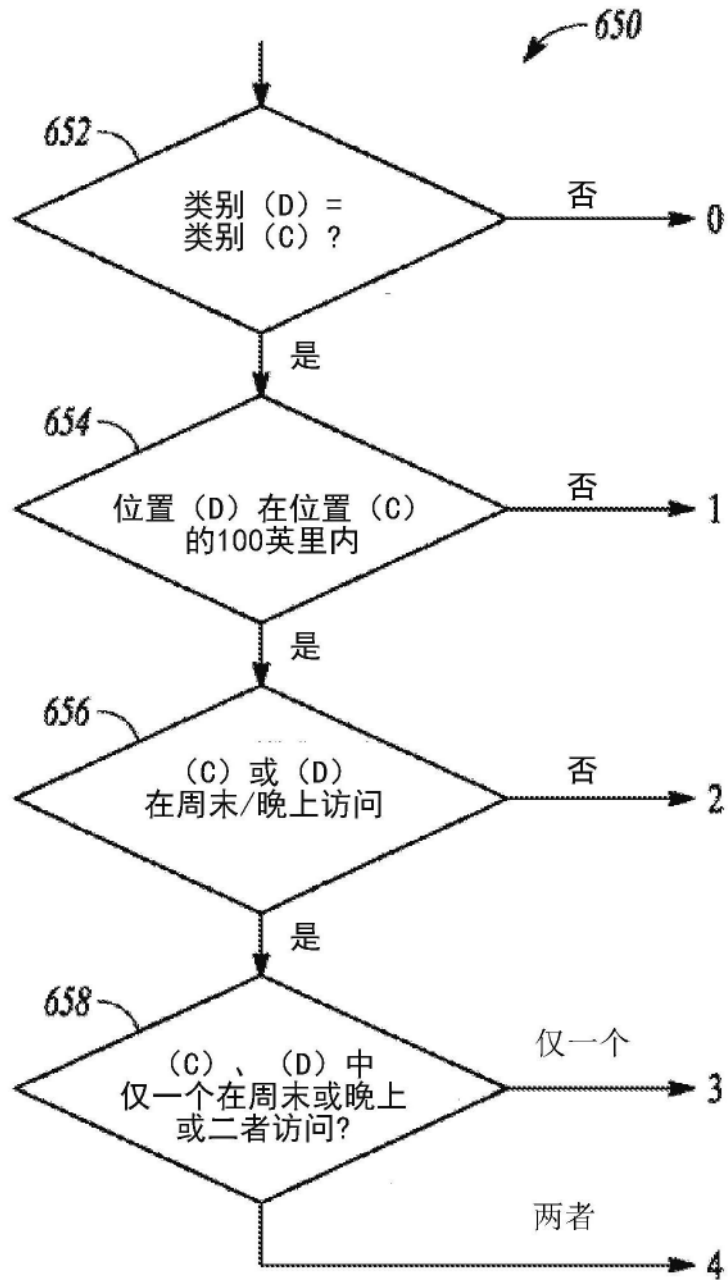 650
652
类别（D）=
类别（C）?
否
0
是
654
位置（D）在位置（C）
的100英里内
否
1
是
656
（C）或（D）
在周末/晚上访问
否
2
是
658
（C）、（D）中
仅一个在周末或晚上
或二者访问?
仅一个
3
两者
4